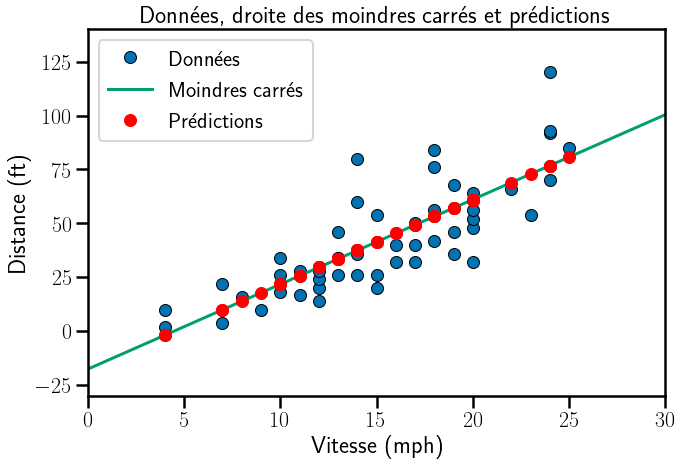 Données, droite des moindres carrés et prédictions
Données
Moindres carrés
Prédictions
Distance (ft)
125
100
75
50
25
0
−25
0 5 10 15 20 25 30
Vitesse (mph)